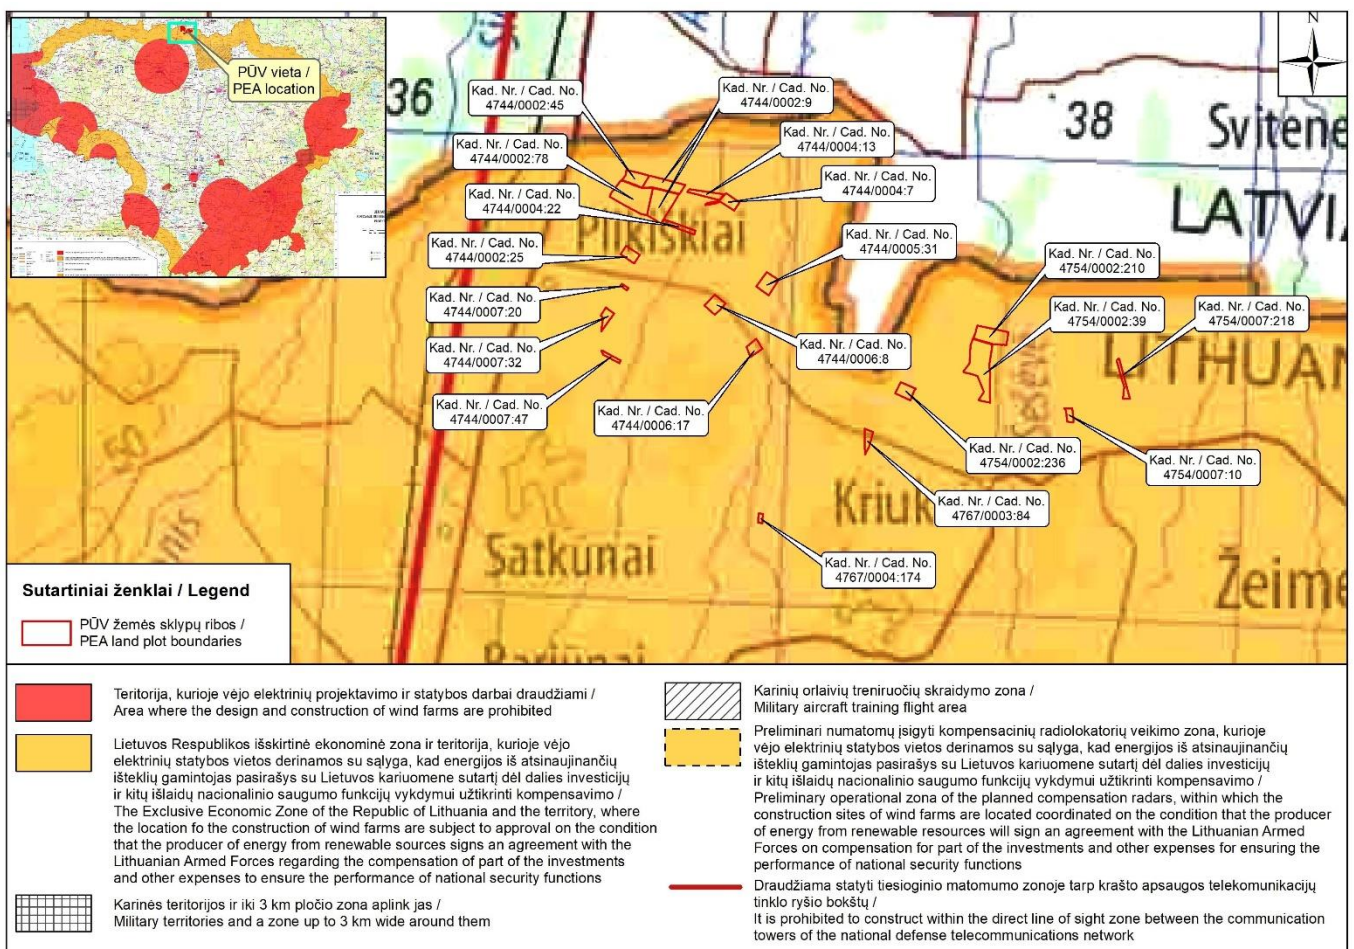 PŪV vieta /
PEA location
N
36
38
Svitene
LATVI
Kad. Nr. / Cad. No.
4744/0002:45
Kad. Nr. / Cad. No.
4744/0002:9
Kad. Nr. / Cad. No.
4744/0004:13
Kad. Nr. / Cad. No.
4744/0002:78
Kad. Nr. / Cad. No.
4744/0004:7
Kad. Nr. / Cad. No.
4744/0004:22
Plikiškiai
Kad. Nr. / Cad. No.
4744/0002:25
Kad. Nr. / Cad. No.
4744/0005:31
Kad. Nr. / Cad. No.
4754/0002:210
Kad. Nr. / Cad. No.
4744/0007:20
Kad. Nr. / Cad. No.
4754/0002:39
Kad. Nr. / Cad. No.
4754/0007:218
Kad. Nr. / Cad. No.
4744/0007:32
Kad. Nr. / Cad. No.
4744/0006:8
LITHUAN
Kad. Nr. / Cad. No.
4744/0007:47
Kad. Nr. / Cad. No.
4744/0006:17
50
Kad. Nr. / Cad. No.
4754/0002:236
Kad. Nr. / Cad. No.
4754/0007:10
Kriuk
Kad. Nr. / Cad. No.
4767/0003:84
Satkūnai
Kad. Nr. / Cad. No.
4767/0004:174
Žeime
Sutartiniai ženklai / Legend
PŪV žemės sklypų ribos /
PEA land plot boundaries
Teritorija, kurioje vėjo elektrinių projektavimo ir statybos darbai draudžiami /
Area where the design and construction of wind farms are prohibited
Lietuvos Respublikos išskirtinė ekonominė zona ir teritorija, kurioje vėjo
elektrinių statybos vietos derinamos su sąlyga, kad energijos iš atsinaujinančių
išteklių gamintojas pasirašys su Lietuvos kariuomene sutartį dėl dalies investicijų
ir kitų išlaidų nacionalinio saugumo funkcijų vykdymui užtikrinti kompensavimo /
The Exclusive Economic Zone of the Republic of Lithuania and the territory, where
the location fo the construction of wind farms are subject to approval on the condition
that the producer of energy from renewable sources signs an agreement with the
Lithuanian Armed Forces regarding the compensation of part of the investments
and other expenses to ensure the performance of national security functions
Karinės teritorijos ir iki 3 km pločio zona aplink jas /
Military territories and a zone up to 3 km wide around them
Karinių orlaivių treniruočių skraidymo zona /
Military aircraft training flight area
Preliminari numatomų įsigyti kompensacinių radiolokatorių veikimo zona, kurioje
vėjo elektrinių statybos vietos derinamos su sąlyga, kad energijos iš atsinaujinančių
išteklių gamintojas pasirašys su Lietuvos kariuomene sutartį dėl dalies investicijų
ir kitų išlaidų nacionalinio saugumo funkcijų vykdymui užtikrinti kompensavimo /
Preliminary operational zone of the planned compensation radars, within which the
construction sites of wind farms are located coordinated on the condition that the producer
of energy from renewable resources will sign an agreement with the Lithuanian Armed
Forces on compensation for part of the investments and other expenses for ensuring the
performance of national security functions
Draudžiama statyti tiesioginio matomumo zonoje tarp krašto apsaugos telekomunikacijų
tinklo ryšio bokštų /
It is prohibited to construct within the direct line of sight zone between the communication
towers of the national defense telecommunications network